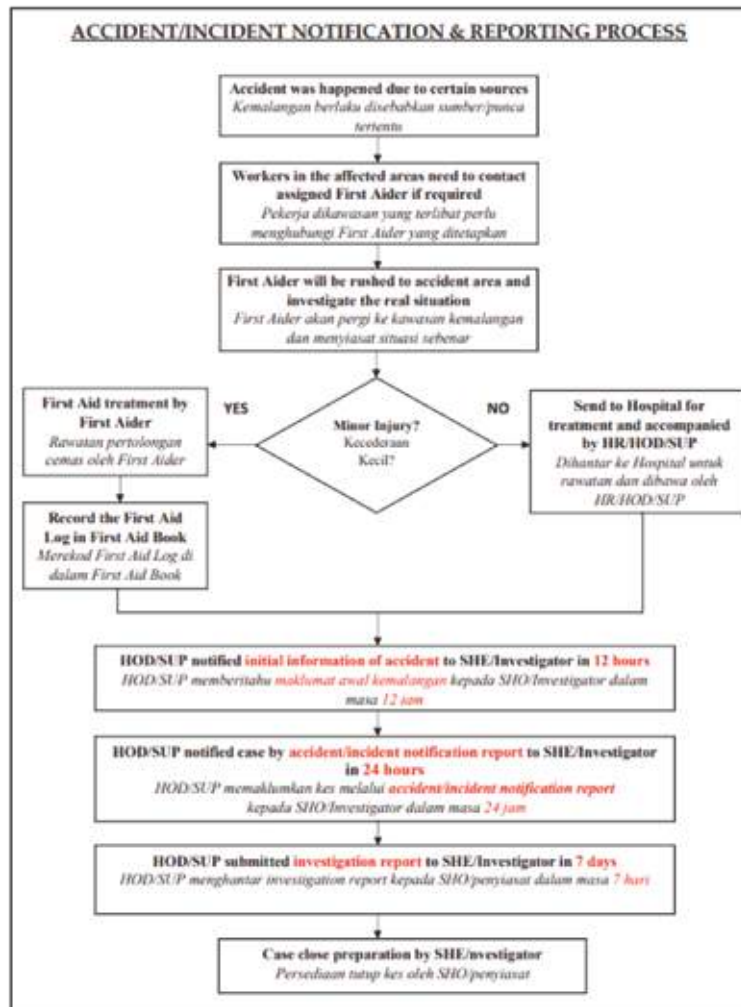 ACCIDENT/INCIDENT NOTIFICATION & REPORTING PROCESS
Accident was happened due to certain sources
Kemalangan berlaku disebabkan sumber/punca
tertentu
Workers in the affected areas need to contact
assigned First Aider if required
Pekerja dikawasan yang terlibat perlu
menghubungi First Aider yang ditetapkan
First Aider will be rushed to accident area and
investigate the real situation
First Aider akan pergi ke kawasan kemalangan
dan menyiasat situasi sebenar
Minor Injury?
Kecederaan
Kecil?
YES
First Aid treatment by
First Aider
Rawatan pertolongan
cemas oleh First Aider
Record the First Aid
Log in First Aid Book
Merekod First Aid Log di
dalam First Aid Book
NO
Send to Hospital for
treatment and accompanied
by HR/HOD/SUP
Dihantar ke Hospital untuk
rawatan dan dibawa oleh
HR/HOD/SUP
HOD/SUP notified initial information of accident to SHE/Investigator in 12 hours
HOD/SUP memberitahu maklumat awal kemalangan kepada SHO/Investigator dalam
masa 12 jam
HOD/SUP notified case by accident/incident notification report to SHE/Investigator
in 24 hours
HOD/SUP memaklumkan kes melalui accident/incident notification report
kepada SHO/Investigator dalam masa 24 jam
HOD/SUP submitted investigation report to SHE/Investigator in 7 days
HOD/SUP menghantar investigation report kepada SHO/penyiasat dalam masa 7 hari
Case close preparation by SHE/nvestigator
Persediaan tutup kes oleh SHO/penyiasat